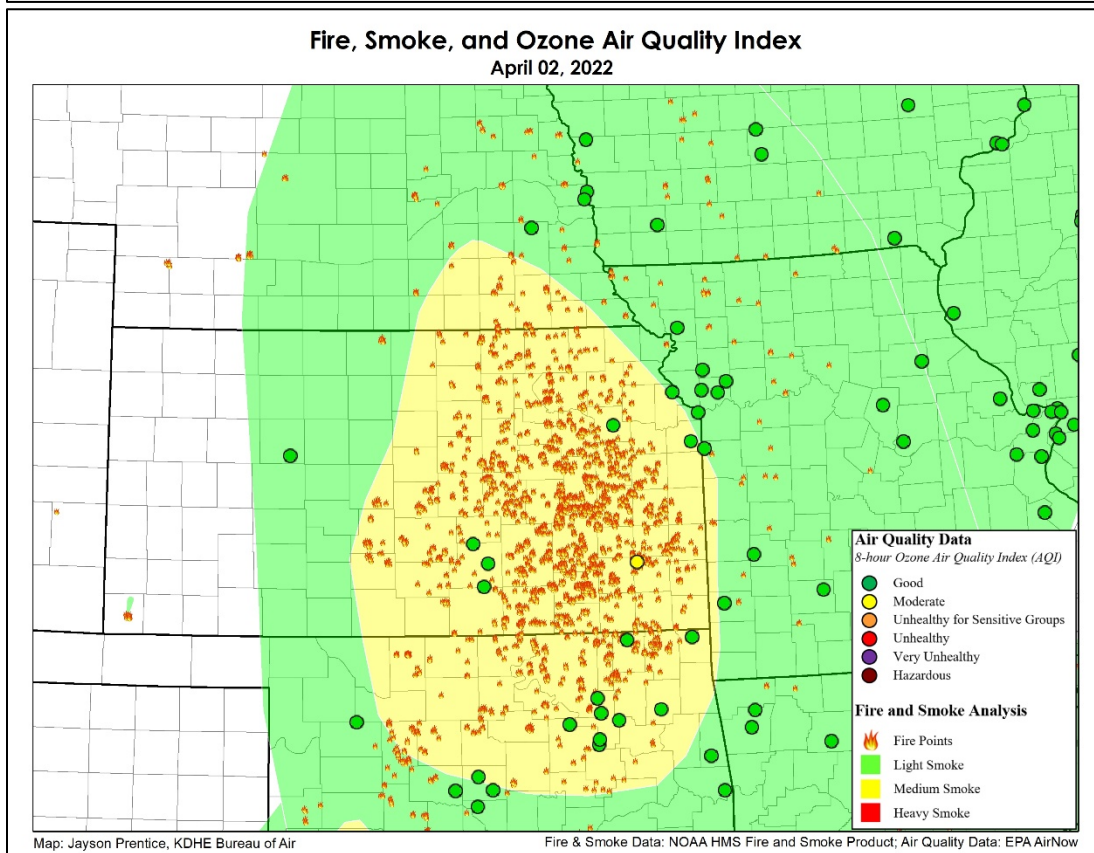 Fire, Smoke, and Ozone Air Quality Index
April 02, 2022
Air Quality Data
8-hour Ozone Air Quality Index (AQI)
Good
Moderate
Unhealthy for Sensitive Groups
Unhealthy
Very Unhealthy
Hazardous
Fire and Smoke Analysis
Fire Points
Light Smoke
Medium Smoke
Heavy Smoke
Map: Jayson Prentice, KDHE Bureau of Air
Fire & Smoke Data: NOAA HMS Fire and Smoke Product; Air Quality Data: EPA AirNow